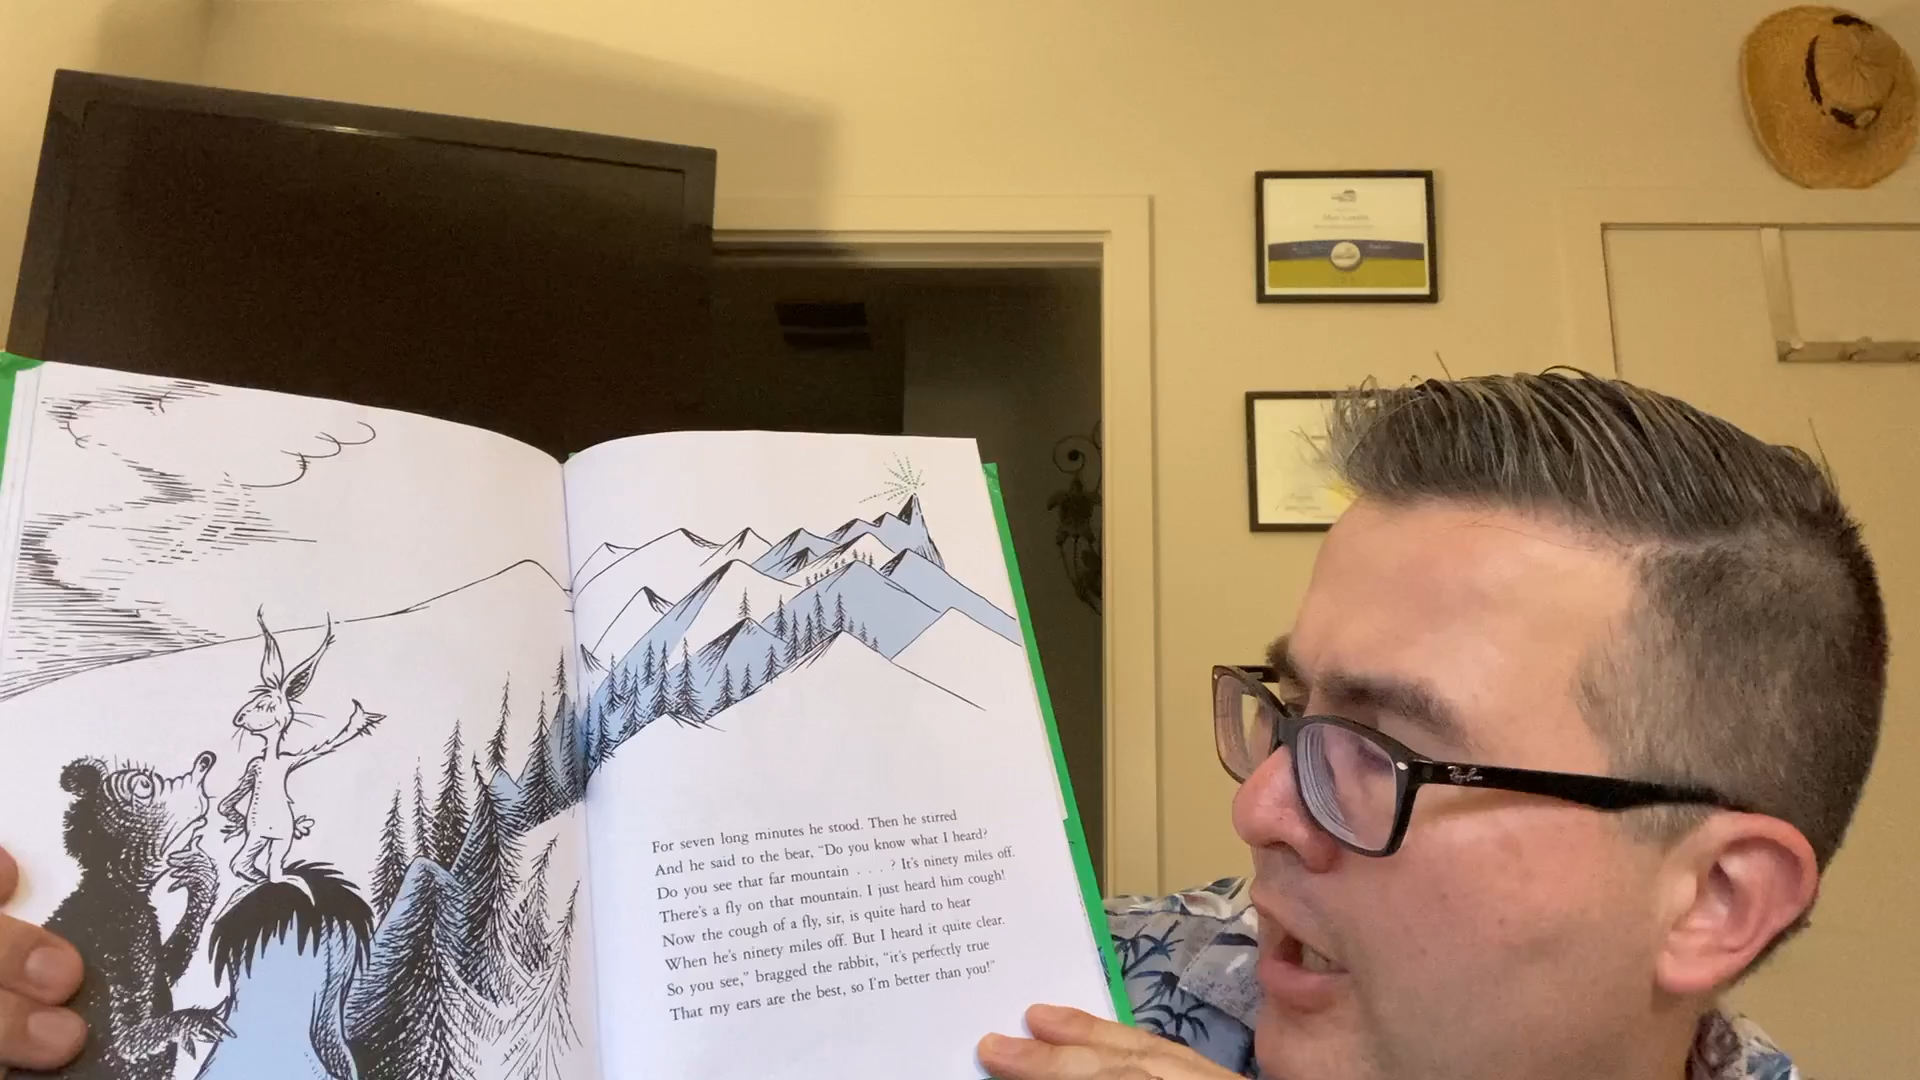 For seven long minutes he stood. Then he stirred
And he said to the bear, "Do you know what I heard?
Do you see that far mountain . . . ? It's ninety miles off.
There's a fly on that mountain. I just heard him cough!
Now the cough of a fly, sir, is quite hard to hear
When he's ninety miles off. But I heard it quite clear.
So you see," bragged the rabbit, "it's perfectly true
That my ears are the best, so I'm better than you!"
Ray-Ban